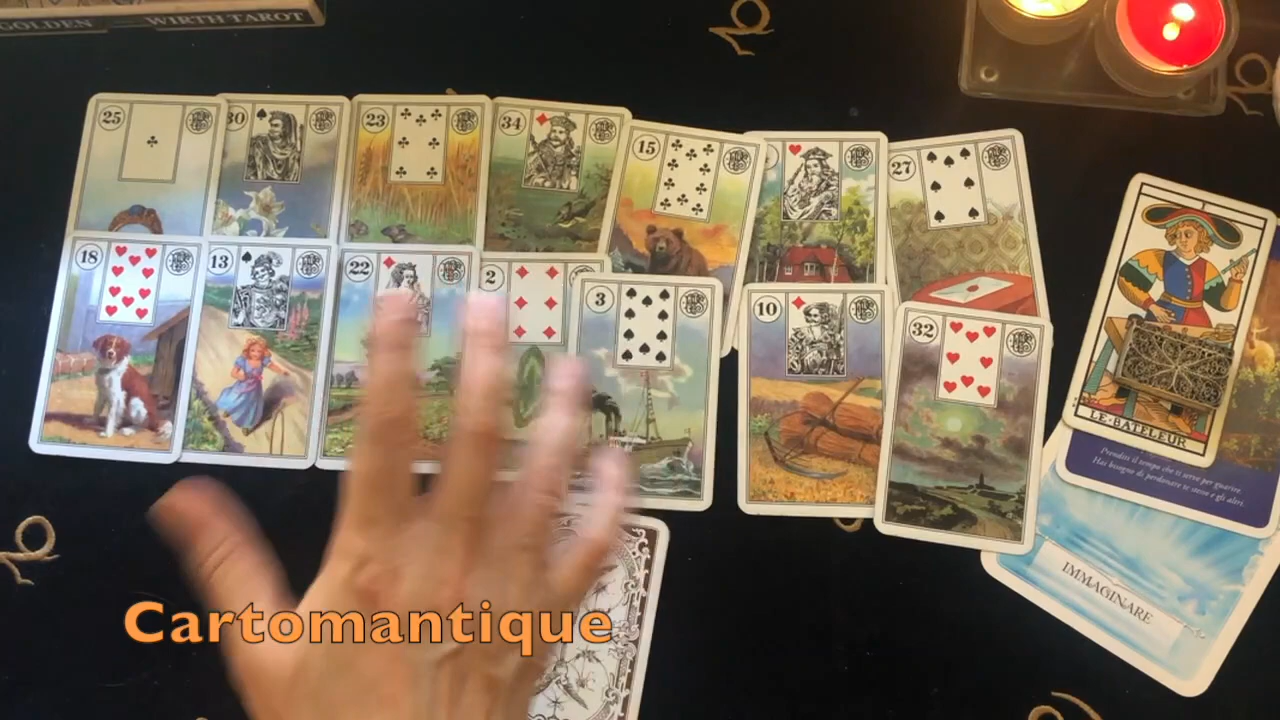 GOLDEN WIRTH TAROT
25
30
23
34
15
27
18
13
22
2
3
10
32
LE·BATELEUR
Prenditi il tempo che ti serve per guarire.
Hai bisogno di perdonare te stesso e gli altri.
IMMAGINARE
Cartomantique